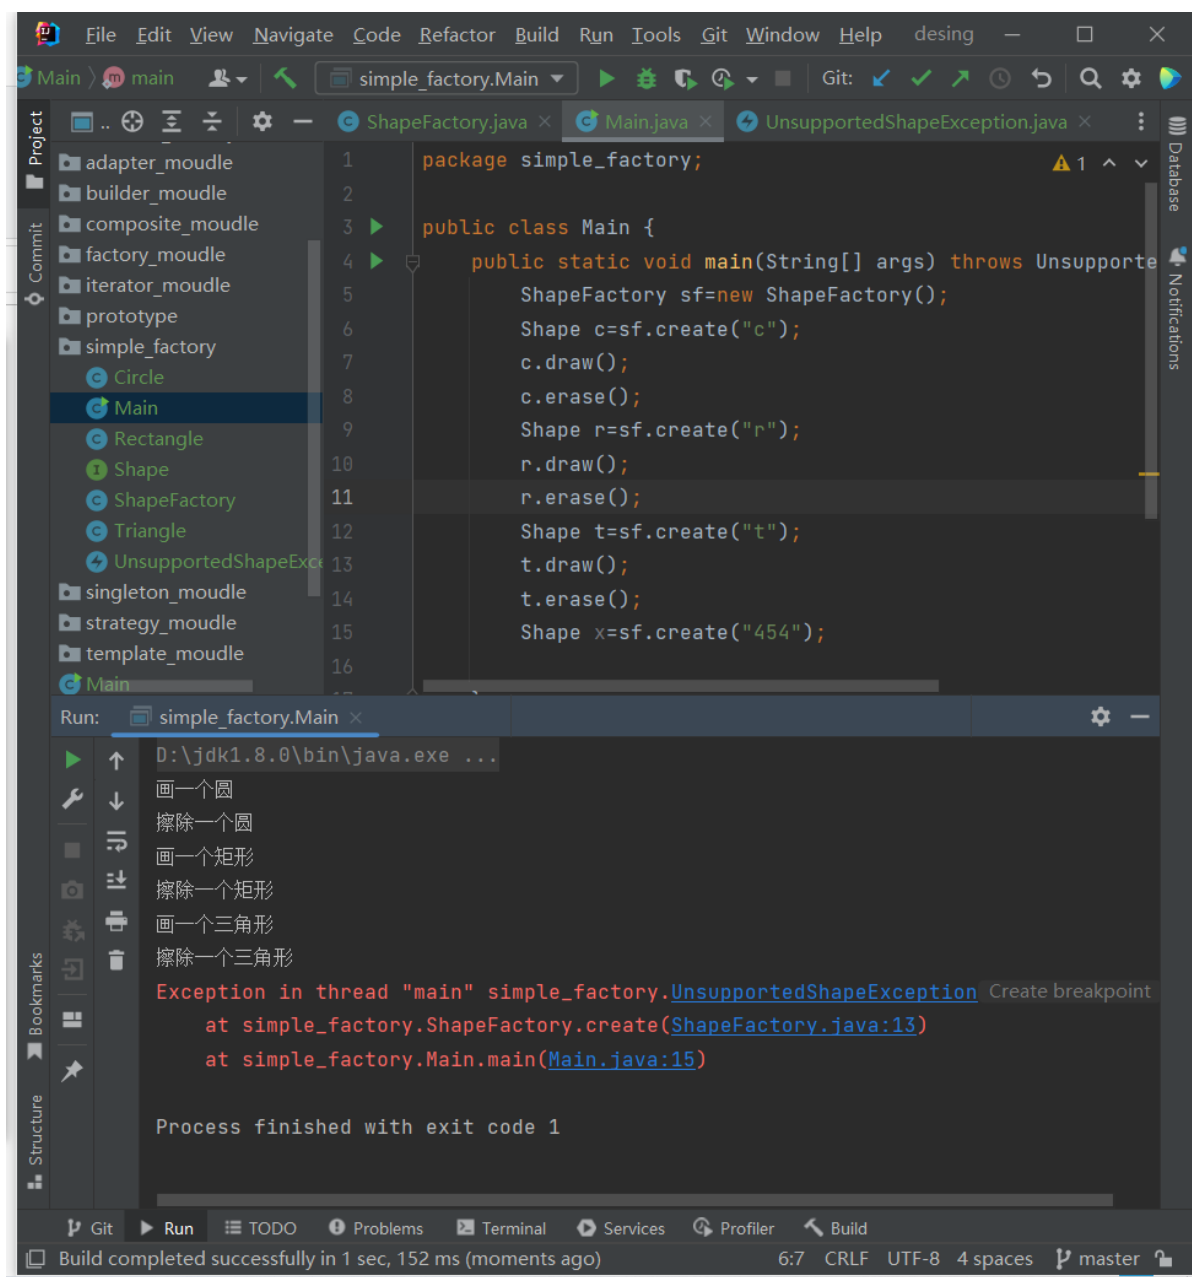 File Edit View Navigate Code Refactor Build Run Tools Git Window Help desing
Main main simple_factory.Main Git:
Project .. ShapeFactory.java Main.java UnsupportedShapeException.java
Database
Commit
Notifications
adapter_moudle
builder_moudle
composite_moudle
factory_moudle
iterator_moudle
prototype
simple_factory
Circle
Main
Rectangle
Shape
ShapeFactory
Triangle
UnsupportedShapeExce
singleton_moudle
strategy_moudle
template_moudle
Main
1 package simple_factory; 1
2
3 public class Main {
4 public static void main(String[] args) throws Unsupporte
5 ShapeFactory sf=new ShapeFactory();
6 Shape c=sf.create("c");
7 c.draw();
8 c.erase();
9 Shape r=sf.create("r");
10 r.draw();
11 r.erase();
12 Shape t=sf.create("t");
13 t.draw();
14 t.erase();
15 Shape x=sf.create("454");
16
Run: simple_factory.Main
D:\jdk1.8.0\bin\java.exe ...
画一个圆
擦除一个圆
画一个矩形
擦除一个矩形
画一个三角形
擦除一个三角形
Exception in thread "main" simple_factory.UnsupportedShapeException Create breakpoint
at simple_factory.ShapeFactory.create(ShapeFactory.java:13)
at simple_factory.Main.main(Main.java:15)
Process finished with exit code 1
Bookmarks
Structure
Git Run TODO Problems Terminal Services Profiler Build
Build completed successfully in 1 sec, 152 ms (moments ago) 6:7 CRLF UTF-8 4 spaces master